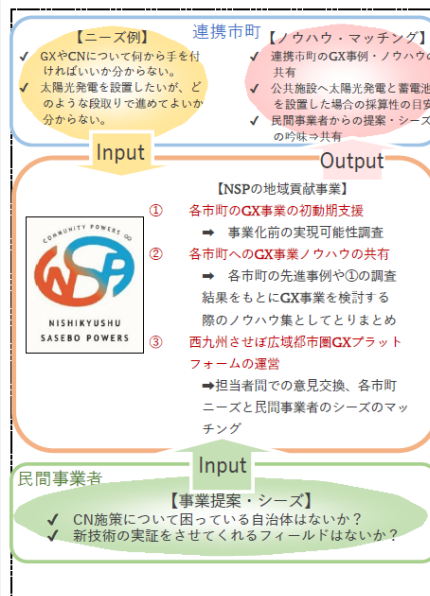 連携市町
【ニーズ例】
✓ GXやCNについて何から手を付
ければいいか分からない。
✓ 太陽光発電を設置したいが、ど
のような段取りで進めてよいか
分からない。
【ノウハウ・マッチング】
✓ 連携市町のGX事例・ノウハウの
共有
✓ 公共施設へ太陽光発電と蓄電池
を設置した場合の採算性の目安
✓ 民間事業者からの提案・シーズ
の吟味⇒共有
Input
Output
【NSPの地域貢献事業】
① 各市町のGX事業の初動期支援
➡ 事業化前の実現可能性調査
② 各市町へのGX事業ノウハウの共有
➡ 各市町の先進事例や①の調査
結果をもとにGX事業を検討する
際のノウハウ集としてとりまとめ
③ 西九州させぼ広域都市圏GXプラット
フォームの運営
➡担当者間での意見交換、各市町
ニーズと民間事業者のシーズのマッ
チング
COMMUNITY POWERS
NSP
NISHIKYUSHU
SASEBO POWERS
Input
民間事業者
【事業提案・シーズ】
✓ CN施策について困っている自治体はないか？
✓ 新技術の実証をさせてくれるフィールドはないか？